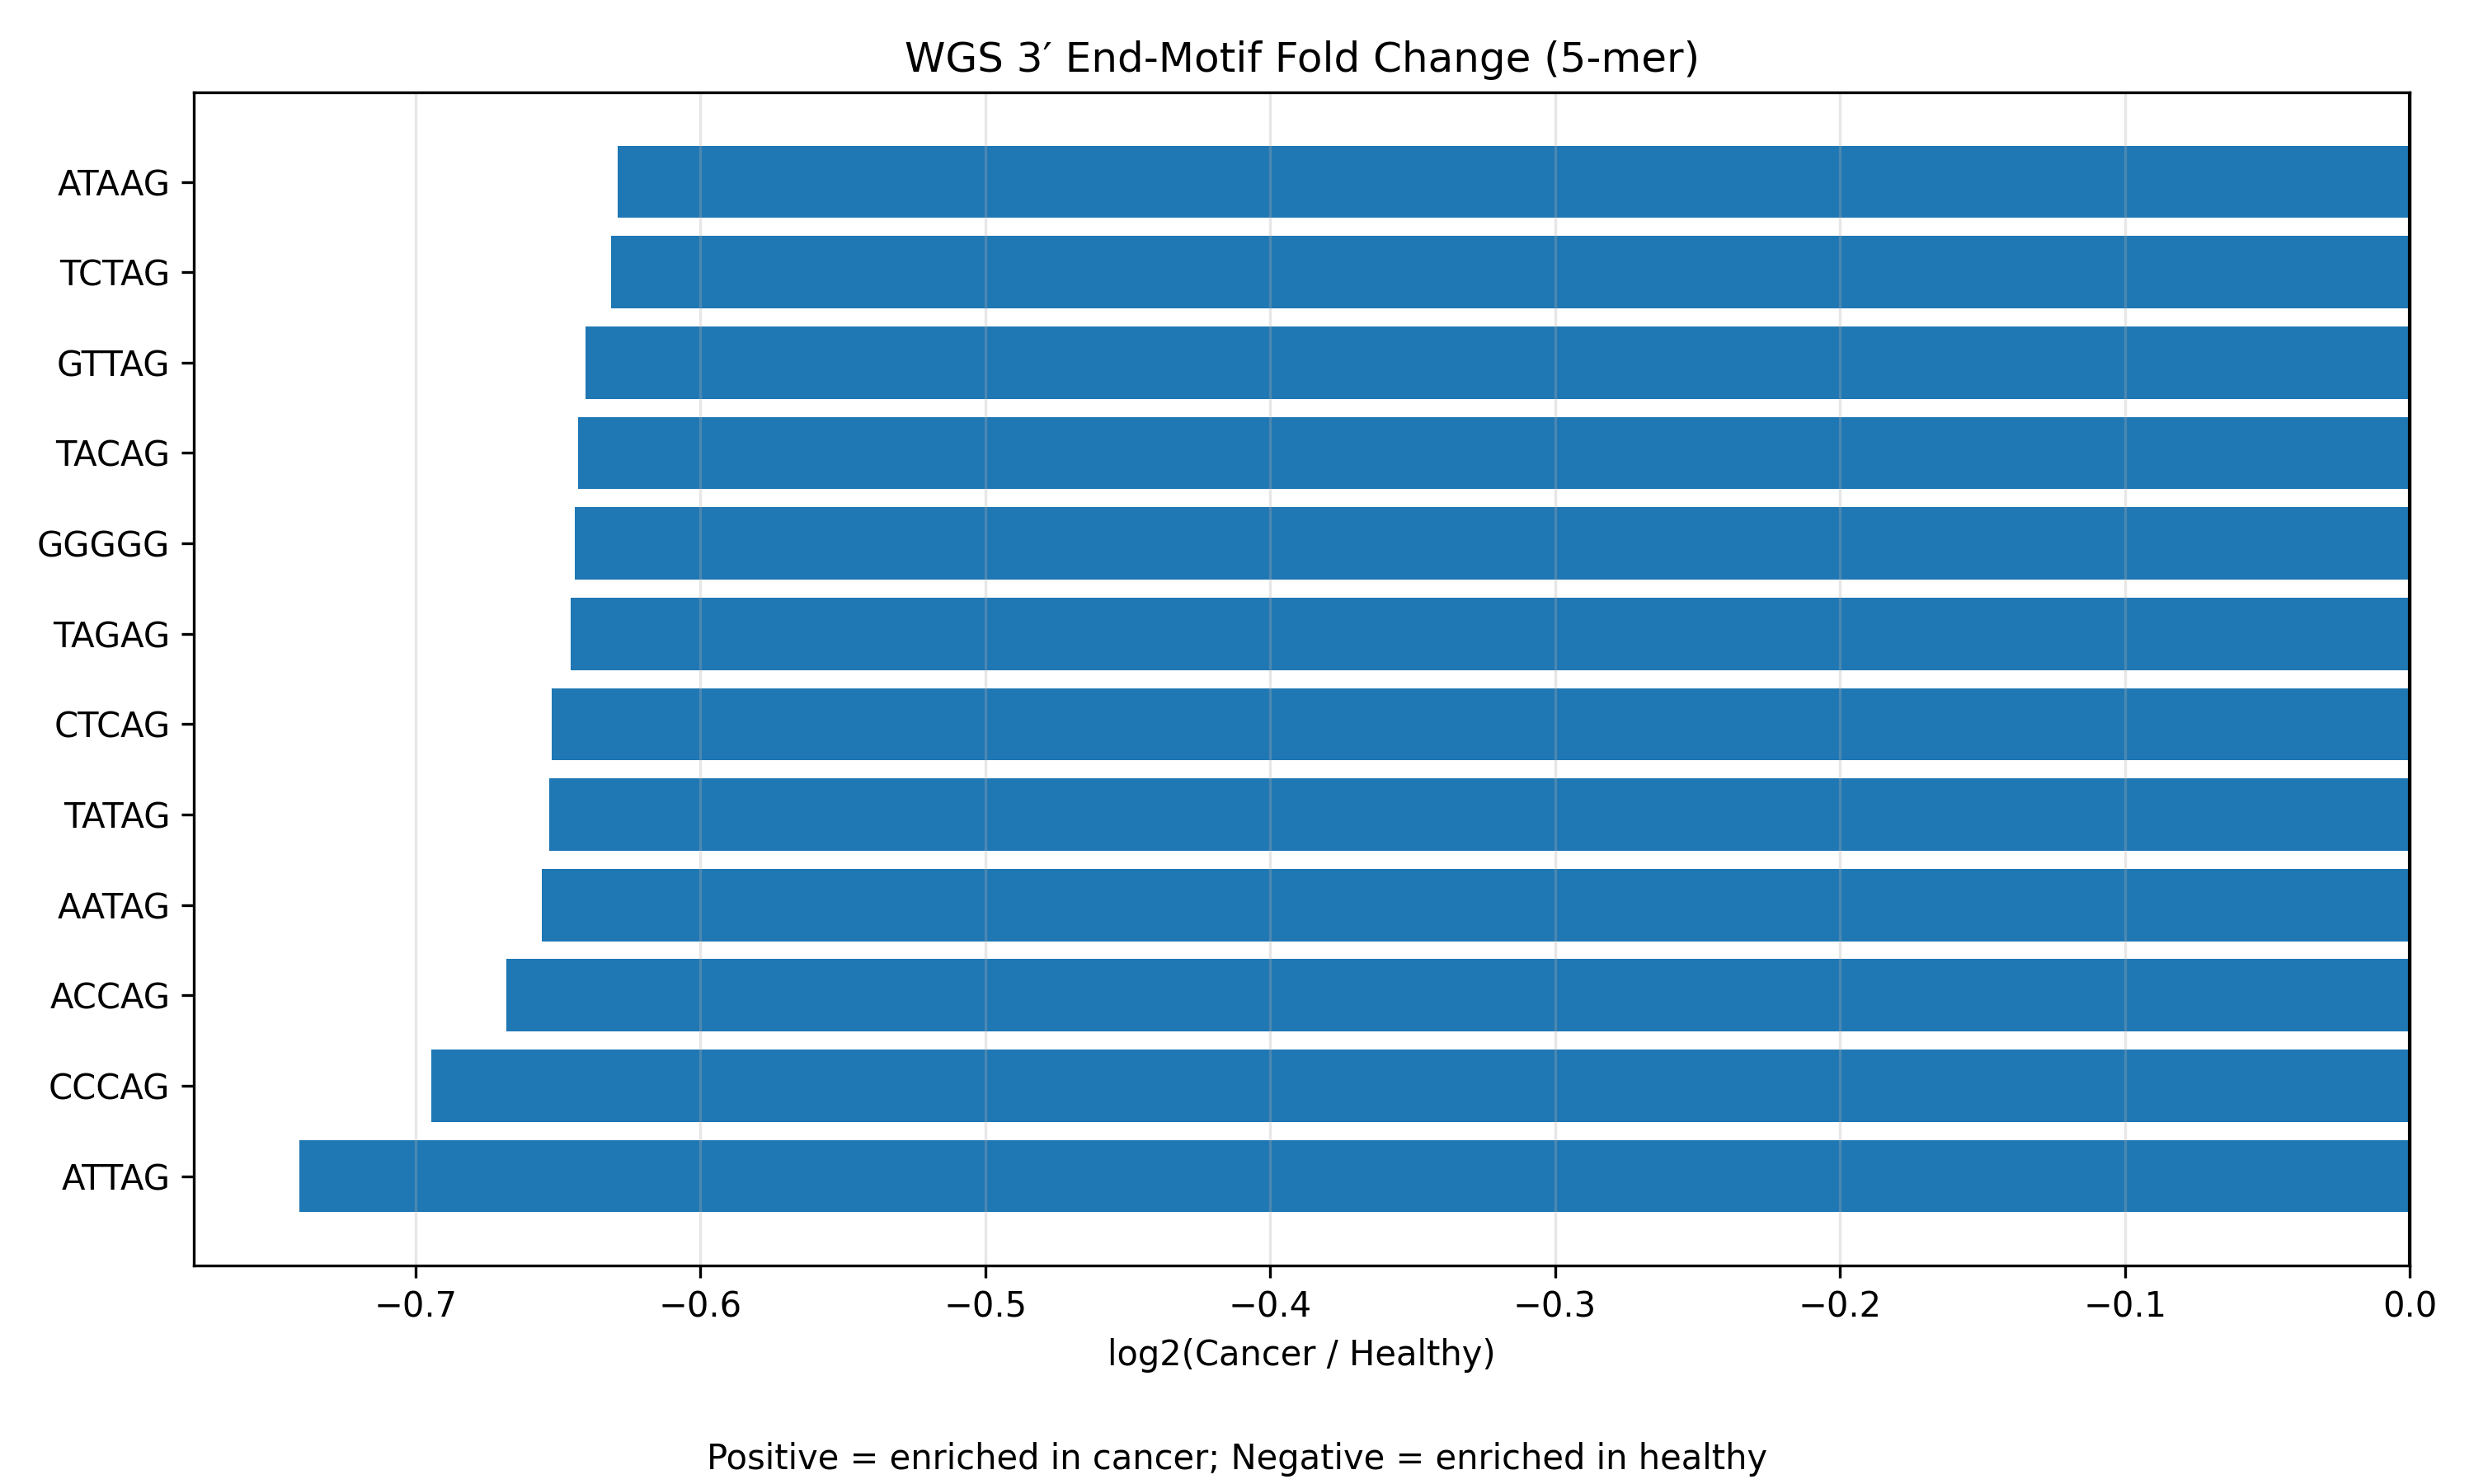 WGS 3′ End-Motif Fold Change (5-mer)
ATAAG
TCTAG
GTTAG
TACAG
GGGGG
TAGAG
CTCAG
TATAG
AATAG
ACCAG
CCCAG
ATTAG
−0.7 −0.6 −0.5 −0.4 −0.3 −0.2 −0.1 0.0
log2(Cancer / Healthy)
Positive = enriched in cancer; Negative = enriched in healthy